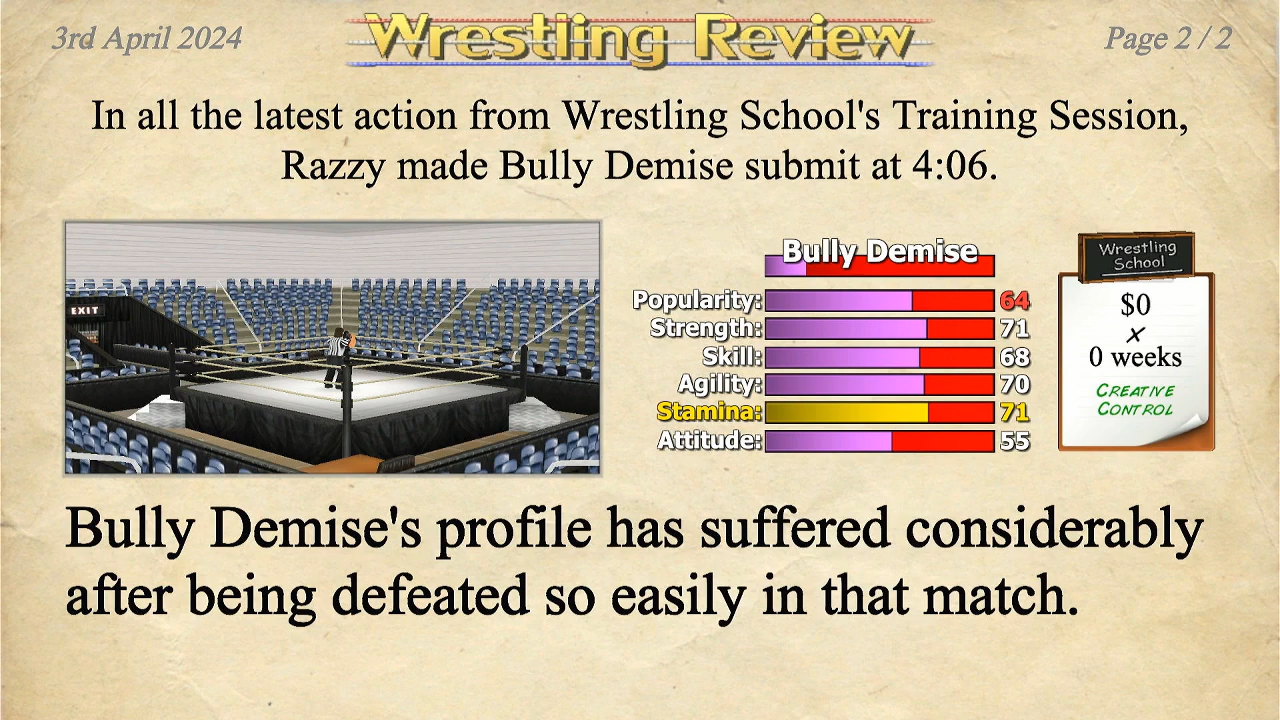 3rd April 2024
Wrestling Review
Page 2 / 2
In all the latest action from Wrestling School's Training Session,
Razzy made Bully Demise submit at 4:06.
EXIT
Bully Demise
Popularity: 64
Strength: 71
Skill: 68
Agility: 70
Stamina: 71
Attitude: 55
Wrestling
School
$0
x
0 weeks
CREATIVE
CONTROL
Bully Demise's profile has suffered considerably
after being defeated so easily in that match.